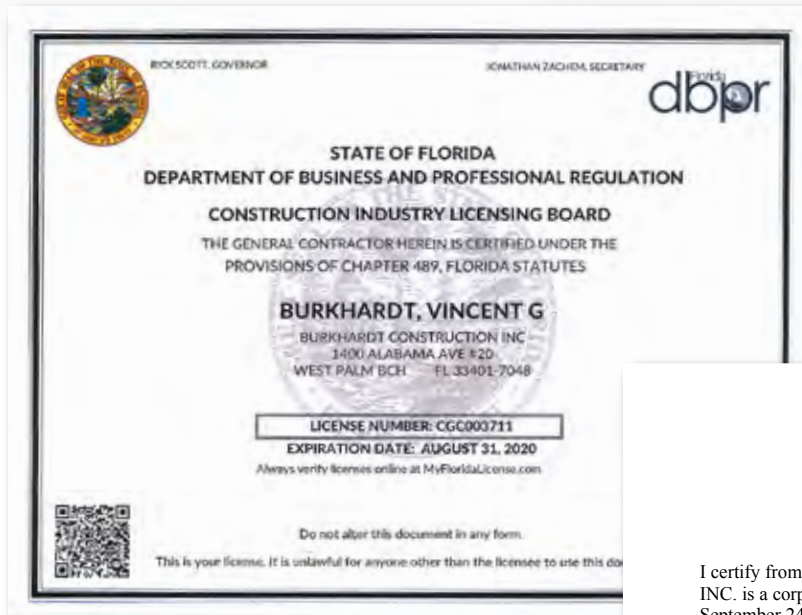 RICK SCOTT, GOVERNOR
JONATHAN ZACHEM, SECRETARY
Florida
dbpr
STATE OF FLORIDA
DEPARTMENT OF BUSINESS AND PROFESSIONAL REGULATION
CONSTRUCTION INDUSTRY LICENSING BOARD
THE GENERAL CONTRACTOR HEREIN IS CERTIFIED UNDER THE
PROVISIONS OF CHAPTER 489, FLORIDA STATUTES
BURKHARDT, VINCENT G
BURKHARDT CONSTRUCTION INC
1400 ALABAMA AVE #20
WEST PALM BCH FL 33401-7048
LICENSE NUMBER: CGC003711
EXPIRATION DATE: AUGUST 31, 2020
Always verify licenses online at MyFloridaLicense.com
Do not alter this document in any form.
This is your license. It is unlawful for anyone other than the licensee to use this do
I certify from
INC. is a corp
September 24